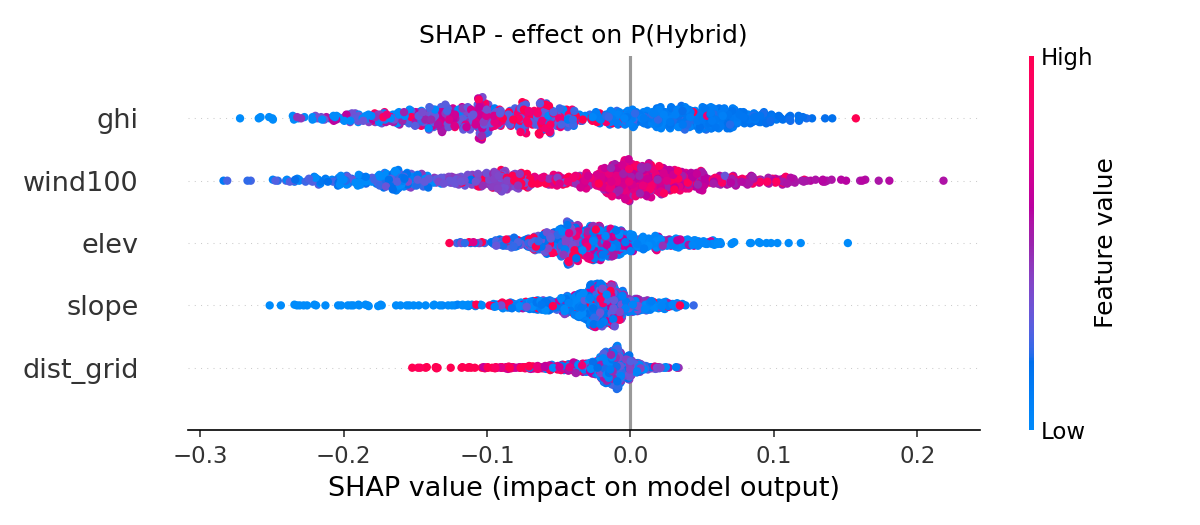 SHAP - effect on P(Hybrid)
High
ghi
wind100
elev
slope
dist_grid
Feature value
Low
−0.3 −0.2 −0.1 0.0 0.1 0.2
SHAP value (impact on model output)